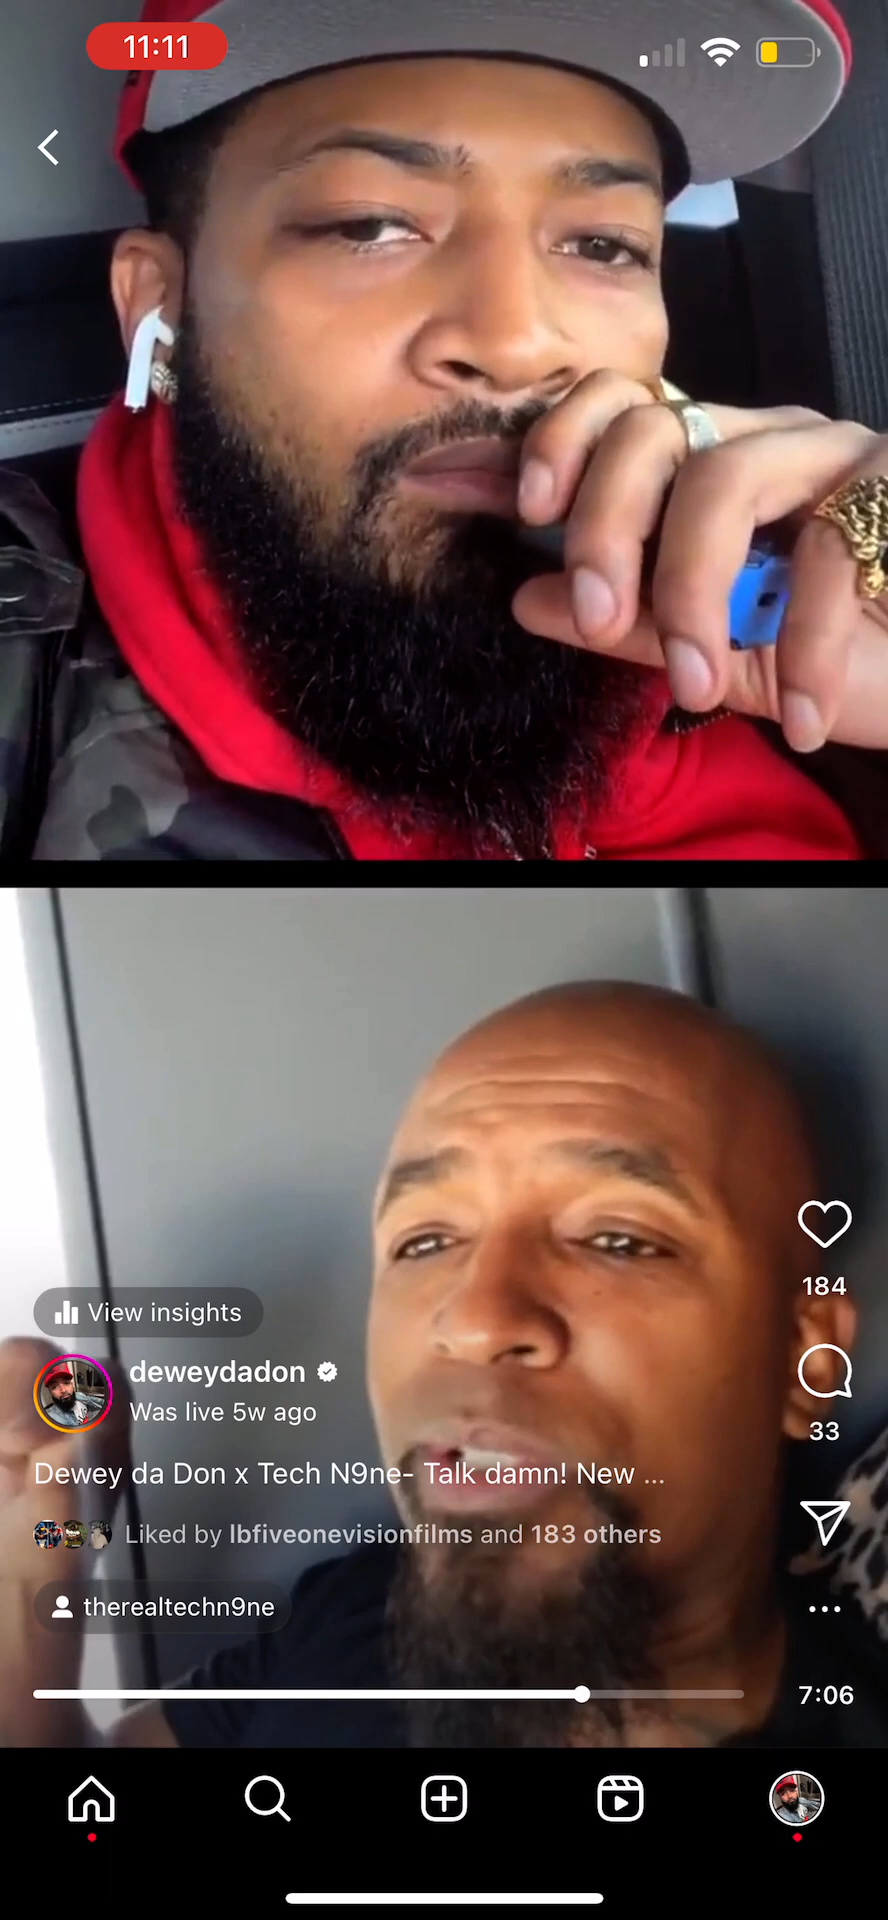 11:11
View insights
184
deweydadon
Was live 5w ago
33
Dewey da Don x Tech N9ne- Talk damn! New ...
Liked by lbfiveonevisionfilms and 183 others
therealtechn9ne
7:06